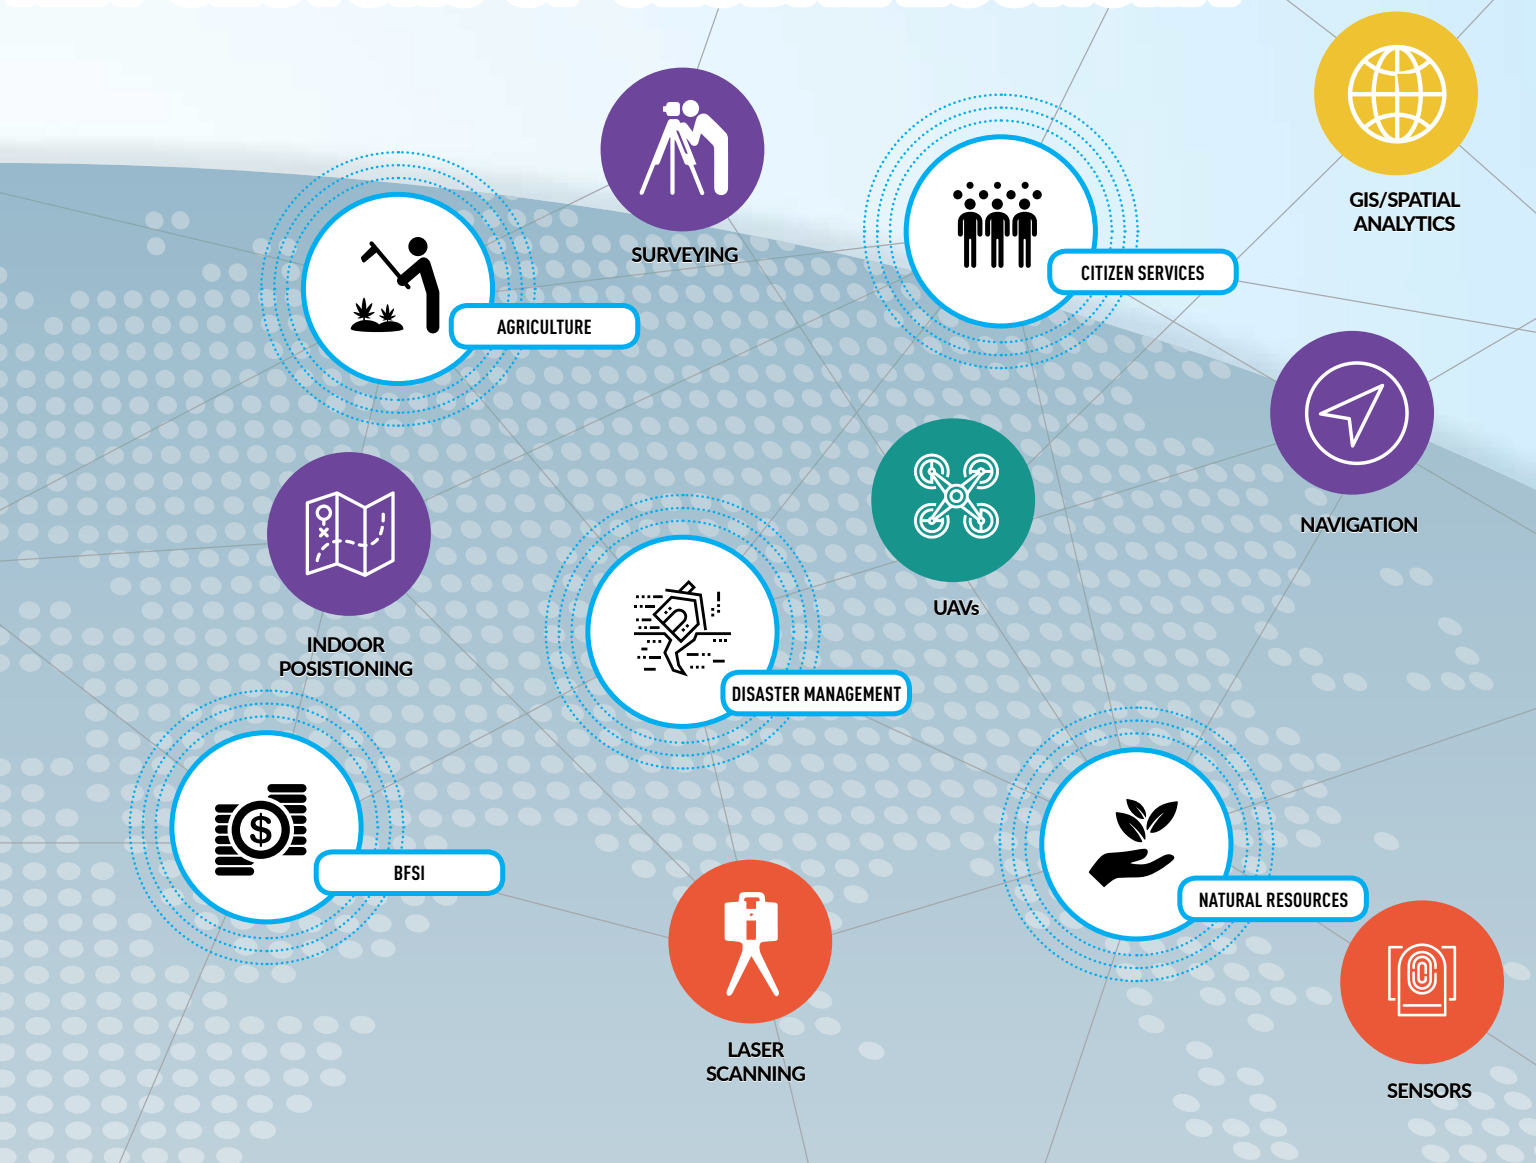 GIS/SPATIAL
ANALYTICS
SURVEYING
CITIZEN SERVICES
AGRICULTURE
NAVIGATION
UAVs
INDOOR
POSISTIONING
DISASTER MANAGEMENT
$
BFSI
NATURAL RESOURCES
LASER
SCANNING
SENSORS